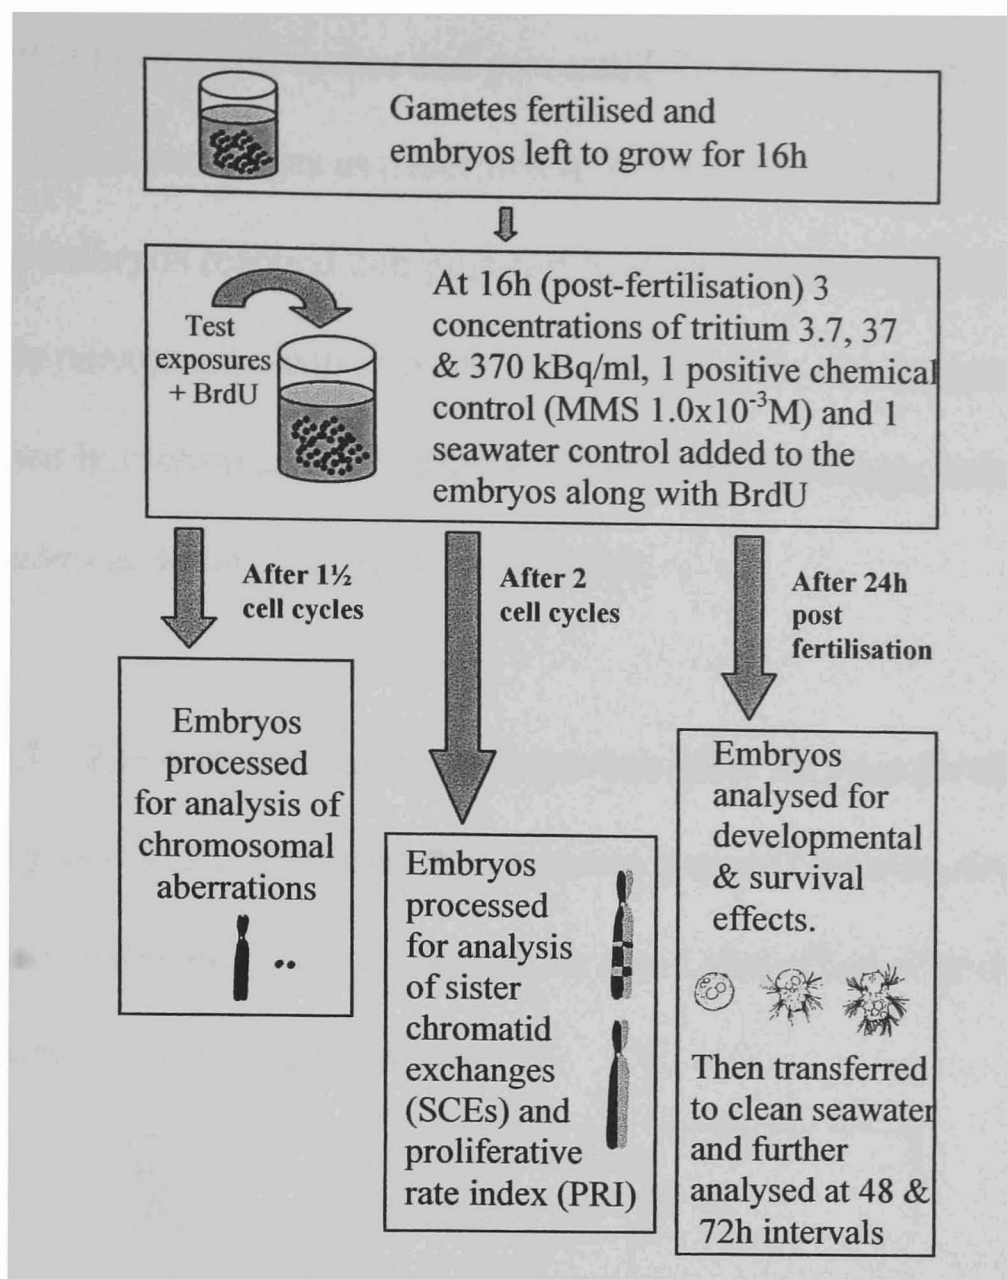 Gametes fertilised and
embryos left to grow for 16h
Test
exposures
+ BrdU
At 16h (post-fertilisation) 3
concentrations of tritium 3.7, 37
& 370 kBq/ml, 1 positive chemical
control (MMS 1.0x10⁻³M) and 1
seawater control added to the
embryos along with BrdU
After 1½
cell cycles
After 2
cell cycles
After 24h
post
fertilisation
Embryos
processed
for analysis of
chromosomal
aberrations
Embryos
processed
for analysis
of sister
chromatid
exchanges
(SCEs) and
proliferative
rate index (PRI)
Embryos
analysed for
developmental
& survival
effects.
Then transferred
to clean seawater
and further
analysed at 48 &
72h intervals